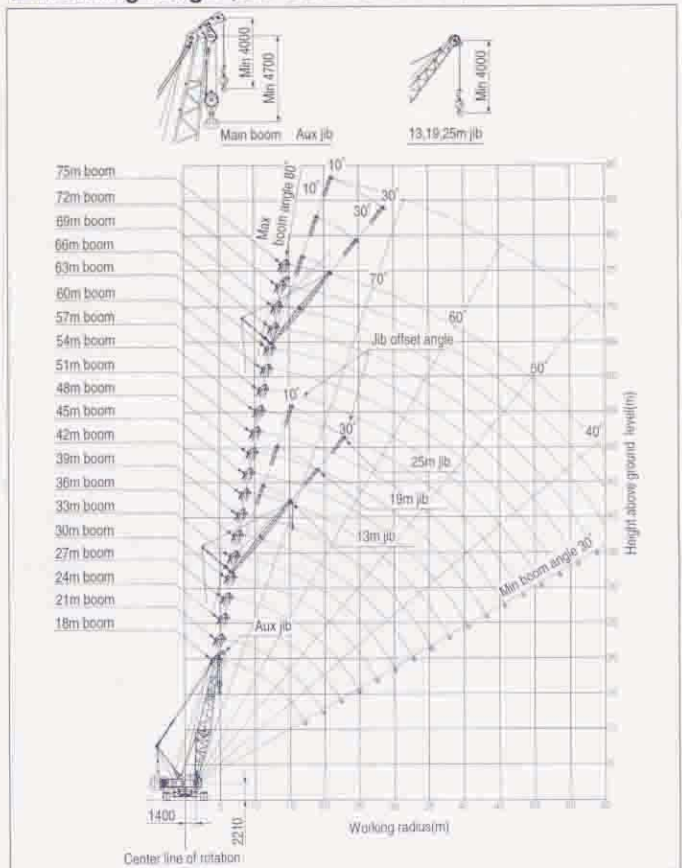 Min 4000
Min 4700
Min 4000
Main boom Aux jib
13,19,25m jib
75m boom
72m boom
69m boom
66m boom
63m boom
60m boom
57m boom
54m boom
51m boom
48m boom
45m boom
42m boom
39m boom
36m boom
33m boom
30m boom
27m boom
24m boom
21m boom
18m boom
Max
boom angle 80°
10°
10°
30°
30°
70°
60°
50°
40°
Jib offset angle
10°
30°
25m jib
19m jib
13m jib
Min boom angle 30°
Aux jib
Height above ground level(m)
1400
2210
Working radius(m)
Center line of rotation